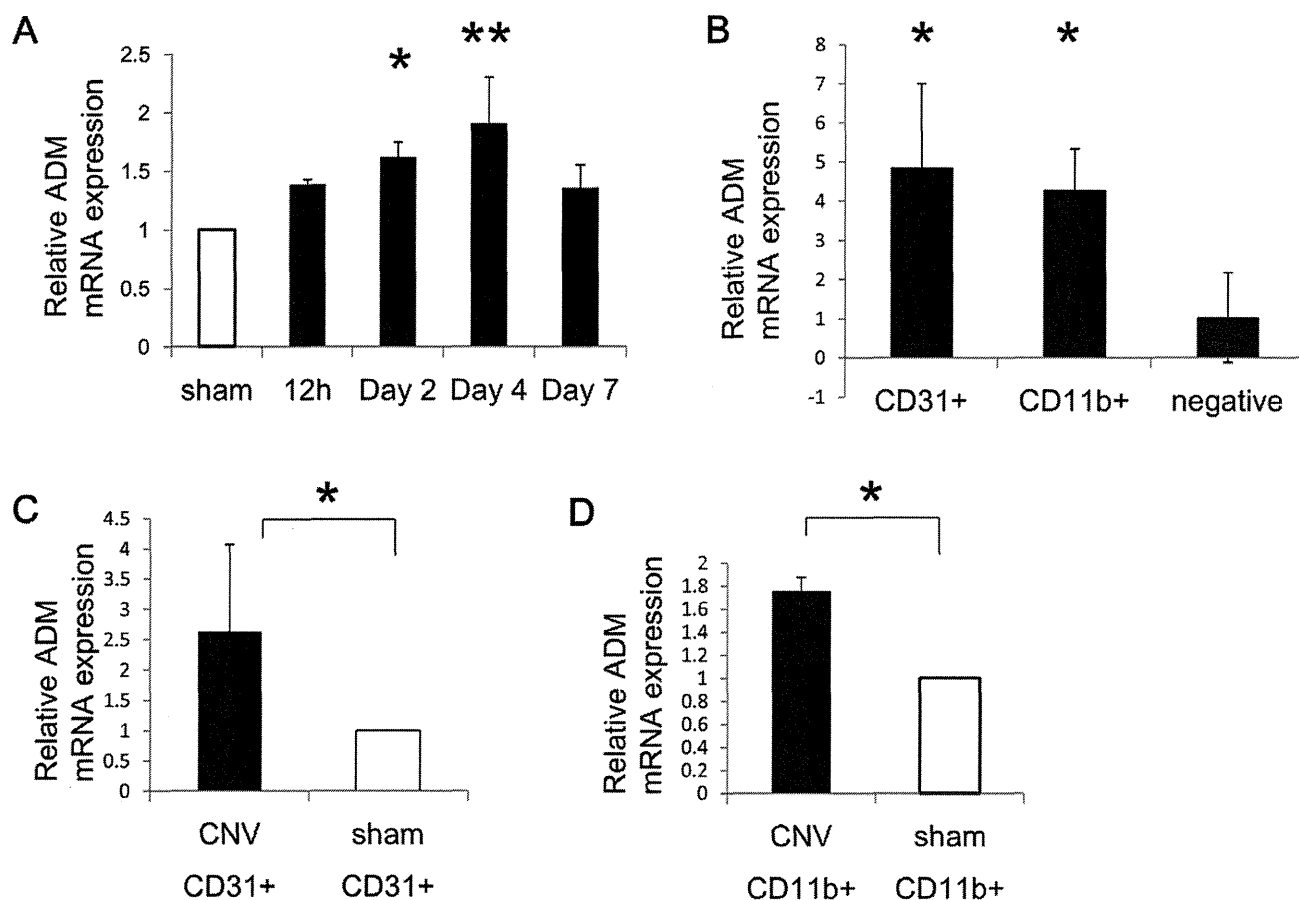 A
Relative ADM
mRNA expression
2.5
2
1.5
1
0.5
0
*
**
sham 12h Day 2 Day 4 Day 7
B
Relative ADM
mRNA expression
8
7
6
5
4
3
2
1
0
-1
*
*
CD31+ CD11b+ negative
C
Relative ADM
mRNA expression
4.5
4
3.5
3
2.5
2
1.5
1
0.5
0
*
CNV sham
CD31+ CD31+
D
Relative ADM
mRNA expression
2
1.8
1.6
1.4
1.2
1
0.8
0.6
0.4
0.2
0
*
CNV sham
CD11b+ CD11b+